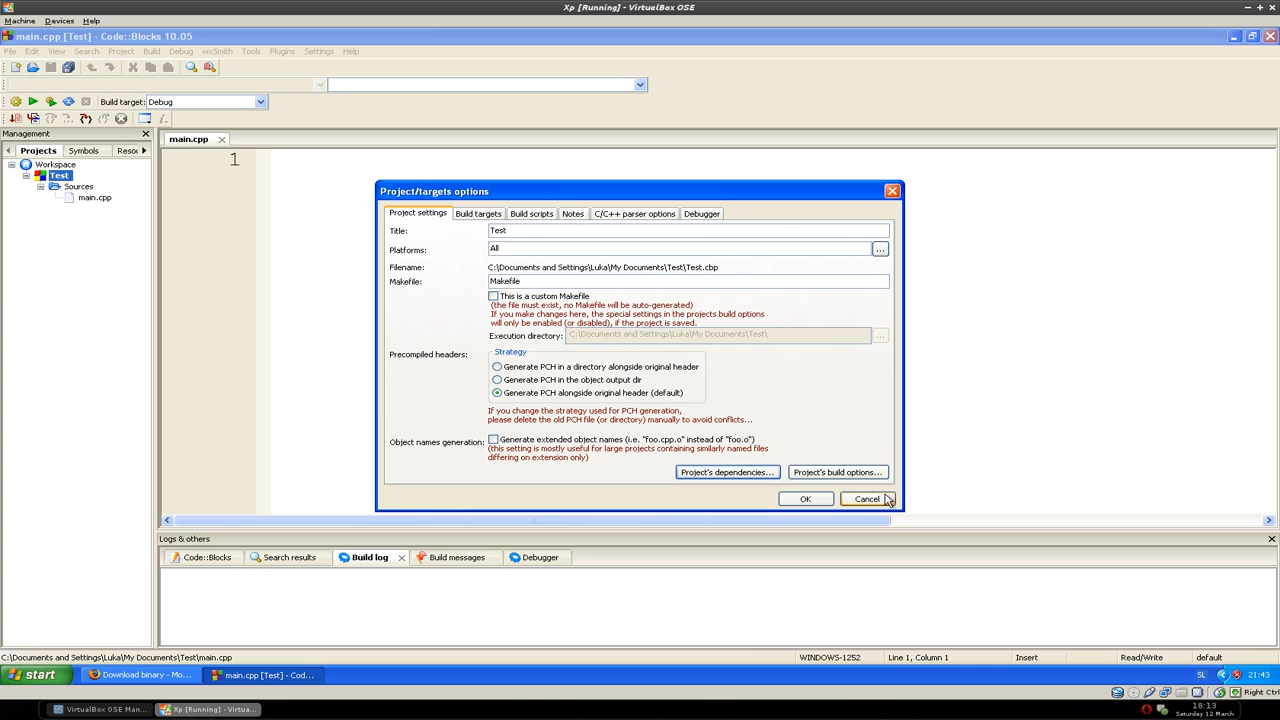 Xp [Running] - VirtualBox OSE
Machine Devices Help
main.cpp [Test] - Code::Blocks 10.05
File Edit View Search Project Build Debug wxSmith Tools Plugins Settings Help
Build target: Debug
Management
Projects Symbols Resou
Workspace
Test
Sources
main.cpp
main.cpp
1
Project/targets options
Project settings Build targets Build scripts Notes C/C++ parser options Debugger
Title: Test
Platforms: All ...
Filename: C:\Documents and Settings\Luka\My Documents\Test\Test.cbp
Makefile: Makefile
This is a custom Makefile
(the file must exist, no Makefile will be auto-generated)
If you make changes here, the special settings in the projects build options
will only be enabled (or disabled), if the project is saved.
Execution directory: C:\Documents and Settings\Luka\My Documents\Test\ ...
Precompiled headers: Strategy
Generate PCH in a directory alongside original header
Generate PCH in the object output dir
Generate PCH alongside original header (default)
If you change the strategy used for PCH generation,
please delete the old PCH file (or directory) manually to avoid conflicts...
Object names generation: Generate extended object names (i.e. "foo.cpp.o" instead of "foo.o")
(this setting is mostly useful for large projects containing similarly named files
differing on extension only)
Project's dependencies... Project's build options...
OK Cancel
Logs & others
Code::Blocks Search results Build log Build messages Debugger
C:\Documents and Settings\Luka\My Documents\Test\main.cpp WINDOWS-1252 Line 1, Column 1 Insert Read/Write default
start Download binary - Mo... main.cpp [Test] - Cod... SL 21:43
Right Ctrl
VirtualBox OSE Man... Xp [Running] - Virtua... 18:13
Saturday 12 March